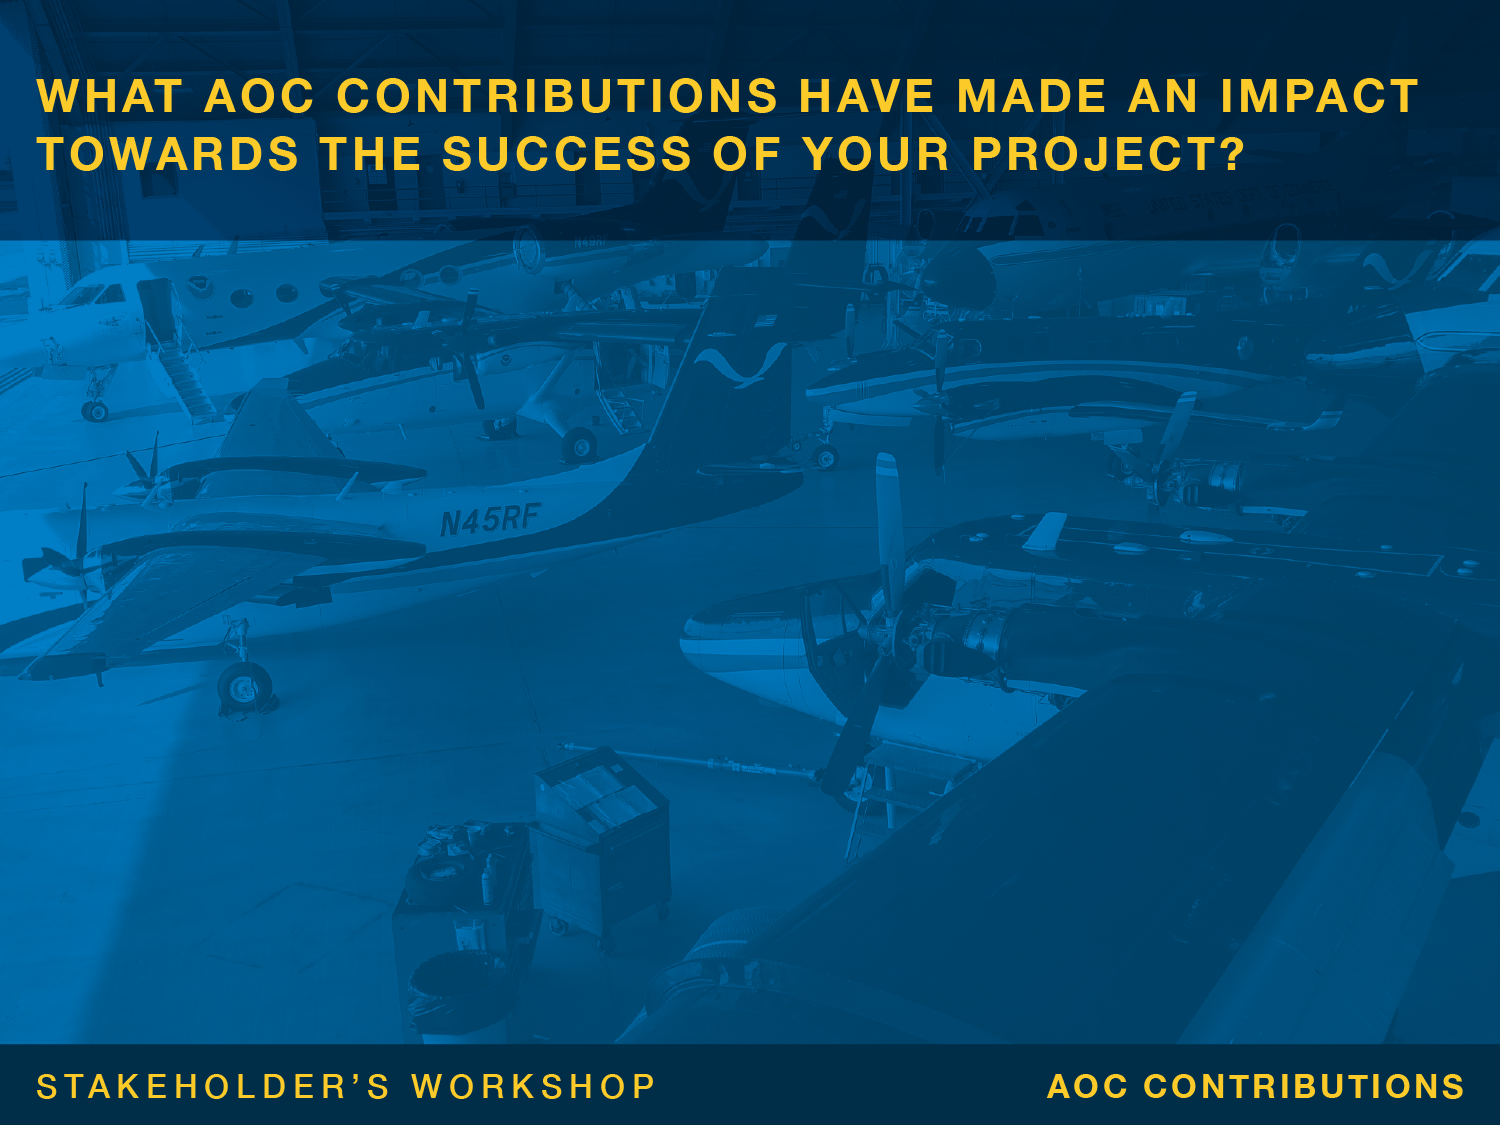 WHAT AOC CONTRIBUTIONS HAVE MADE AN IMPACT
TOWARDS THE SUCCESS OF YOUR PROJECT?
N45RF
STAKEHOLDER’S WORKSHOP
AOC CONTRIBUTIONS